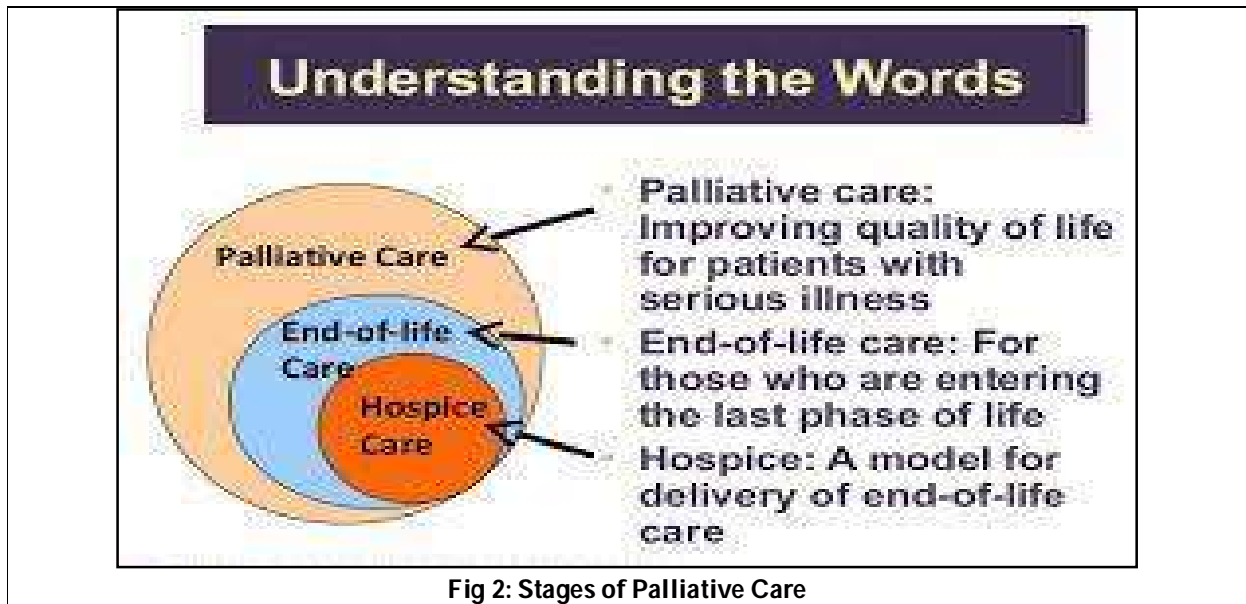 Understanding the Words
Palliative Care
End-of-life
Care
Hospice
Care
• Palliative care:
Improving quality of life
for patients with
serious illness
• End-of-life care: For
those who are entering
the last phase of life
• Hospice: A model for
delivery of end-of-life
care
Fig 2: Stages of Palliative Care